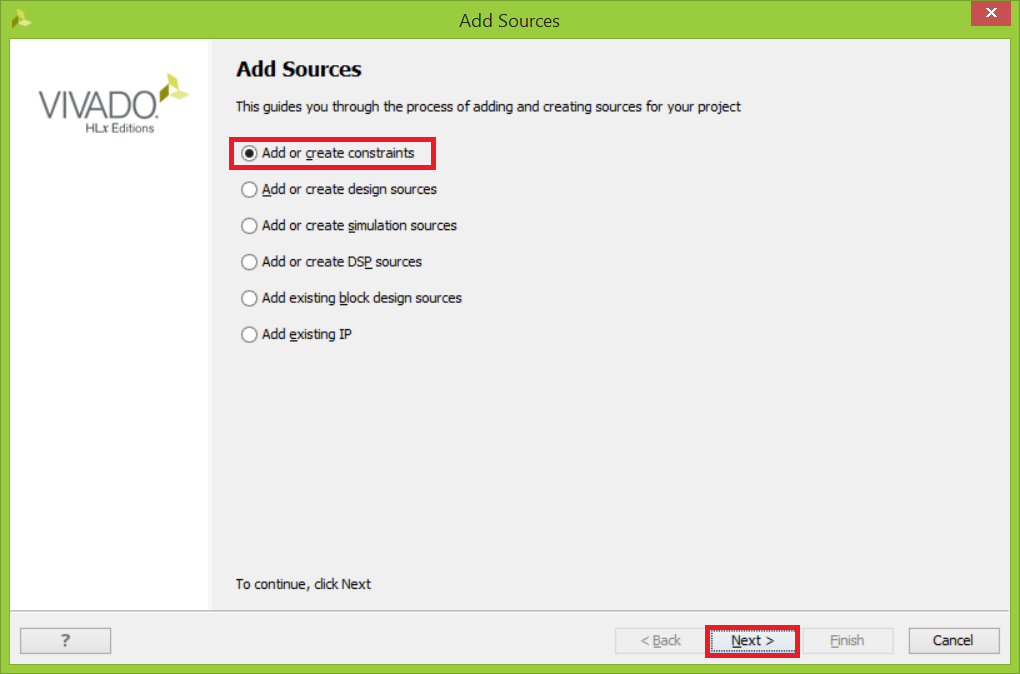 Add Sources
VIVADO.
HLx Editions
Add Sources
This guides you through the process of adding and creating sources for your project
Add or create constraints
Add or create design sources
Add or create simulation sources
Add or create DSP sources
Add existing block design sources
Add existing IP
To continue, click Next
?
< Back
Next >
Finish
Cancel